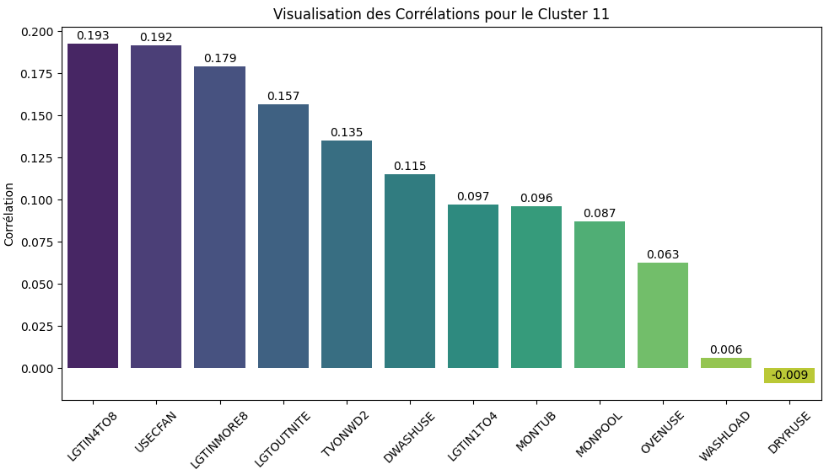 Visualisation des Corrélations pour le Cluster 11
Corrélation
0.200
0.175
0.150
0.125
0.100
0.075
0.050
0.025
0.000
0.193
0.192
0.179
0.157
0.135
0.115
0.097
0.096
0.087
0.063
0.006
-0.009
LGTIN4TO8
USECFAN
LGTINMORE8
LGTOUTNITE
TVONWD2
DWASHUSE
LGTIN1TO4
MONTUB
MONPOOL
OVENUSE
WASHLOAD
DRYRUSE